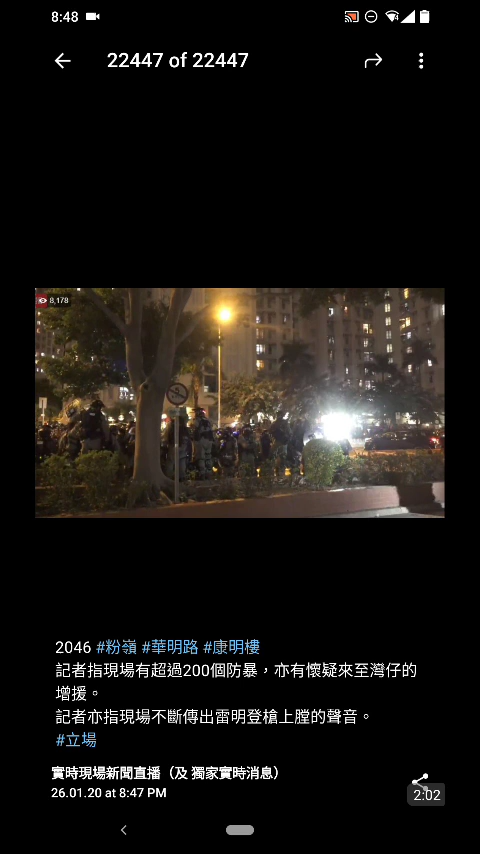 8:48
22447 of 22447
8,178
2046 #粉嶺 #華明路 #康明樓
記者指現場有超過200個防暴，亦有懷疑來至灣仔的
增援。
記者亦指現場不斷傳出雷明登槍上膛的聲音。
#立場
實時現場新聞直播（及 獨家實時消息）
26.01.20 at 8:47 PM
2:02